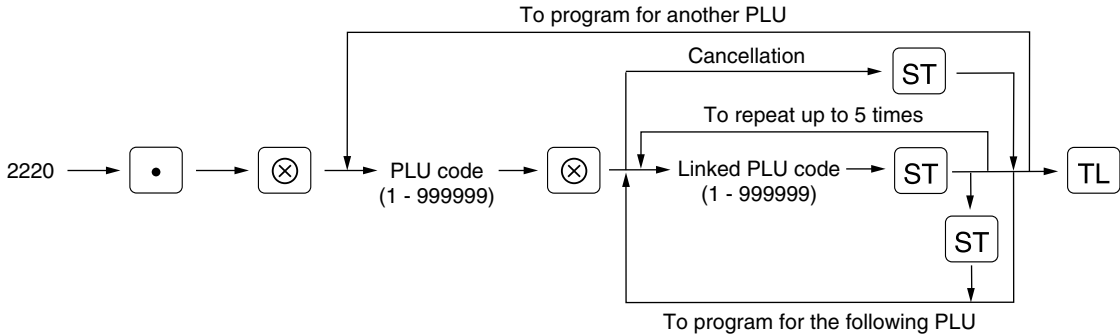 To program for another PLU
Cancellation
ST
To repeat up to 5 times
2220
•
⊗
PLU code
(1 - 999999)
⊗
Linked PLU code
(1 - 999999)
ST
TL
ST
To program for the following PLU